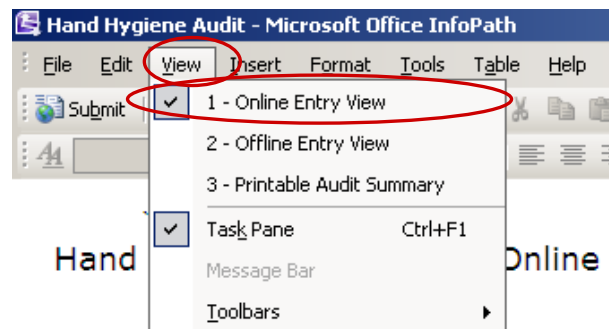 Hand Hygiene Audit - Microsoft Office InfoPath
File Edit View Insert Format Tools Table Help
Submit 1 - Online Entry View
2 - Offline Entry View
3 - Printable Audit Summary
Task Pane Ctrl+F1
Hand Online
Message Bar
Toolbars